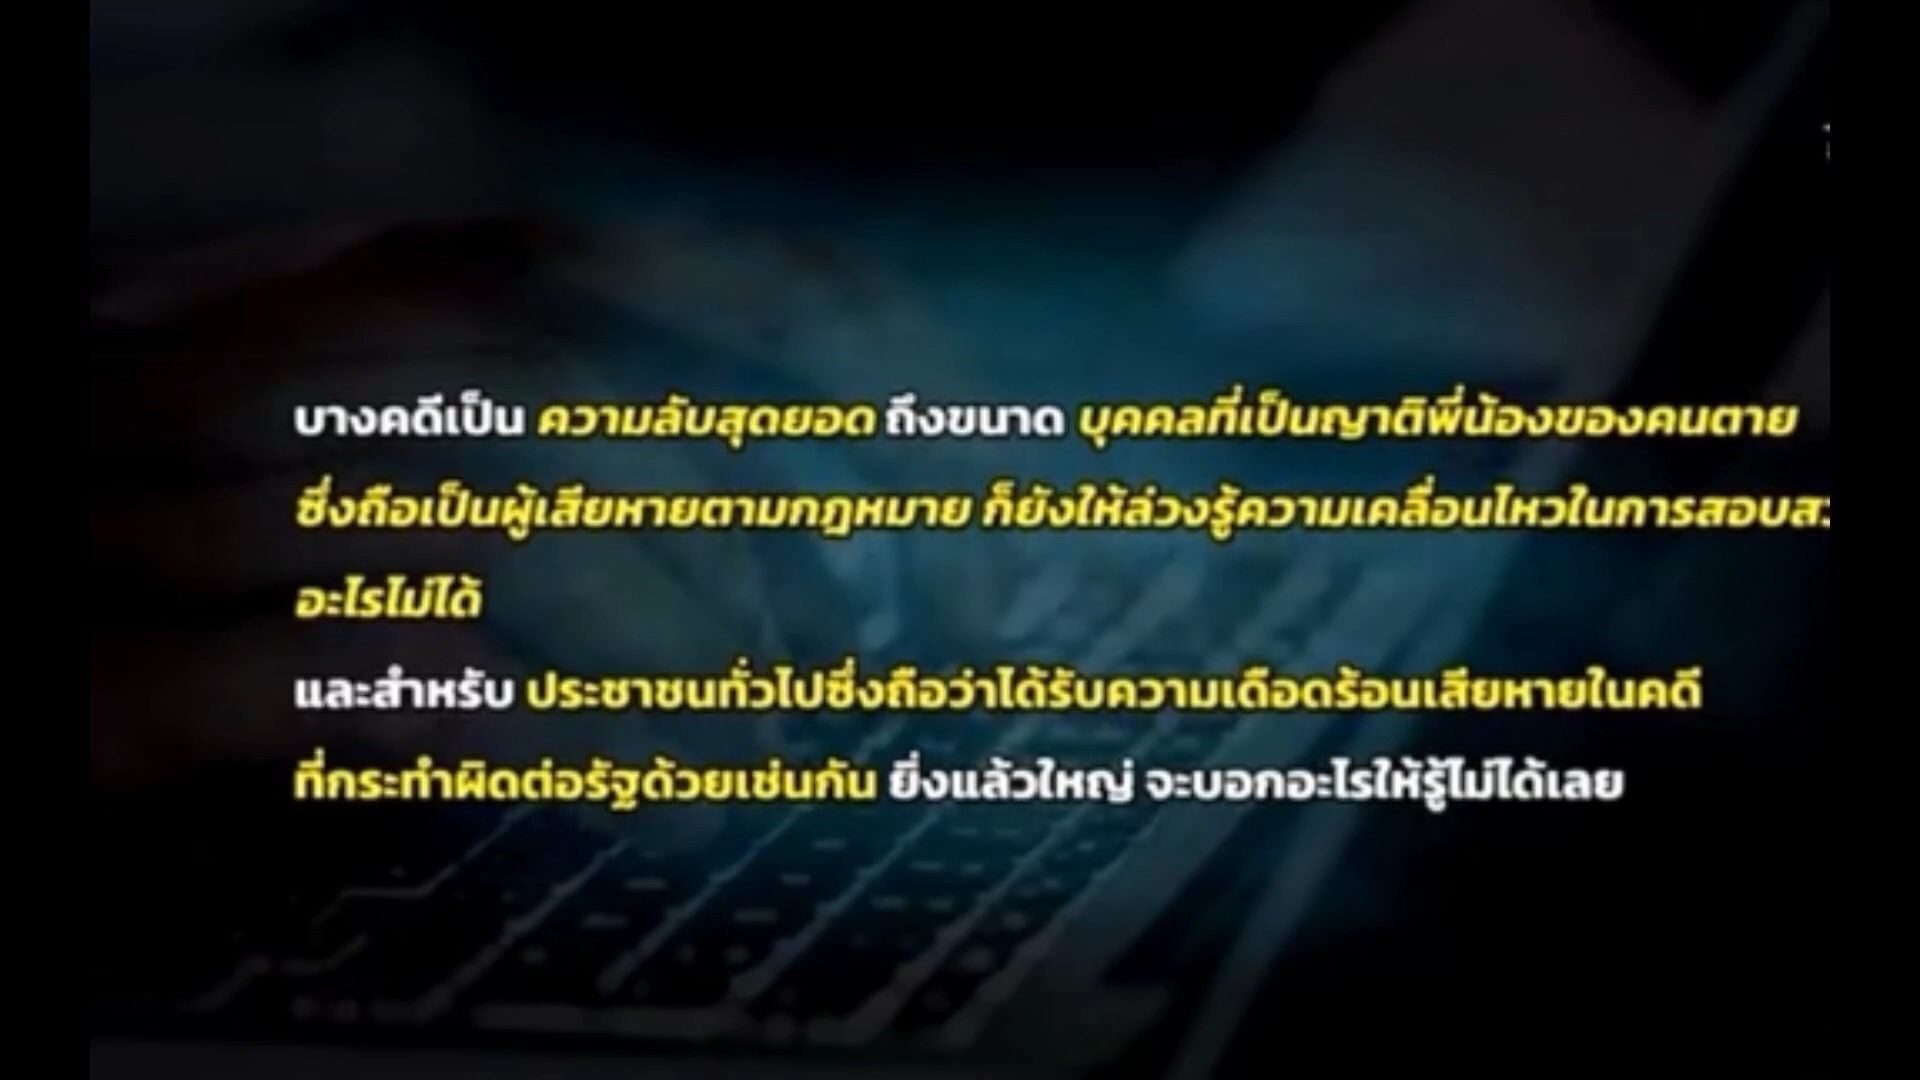 บางคดีเป็น ความลับสุดยอด ถึงขนาด บุคคลที่เป็นญาติพี่น้องของคนตาย
ซึ่งถือเป็นผู้เสียหายตามกฎหมาย ก็ยังให้ล่วงรู้ความเคลื่อนไหวในการสอบส
อะไรไม่ได้
และสำหรับ ประชาชนทั่วไปซึ่งถือว่าได้รับความเดือดร้อนเสียหายในคดี
ที่กระทำผิดต่อรัฐด้วยเช่นกัน ยิ่งแล้วใหญ่ จะบอกอะไรให้รู้ไม่ได้เลย